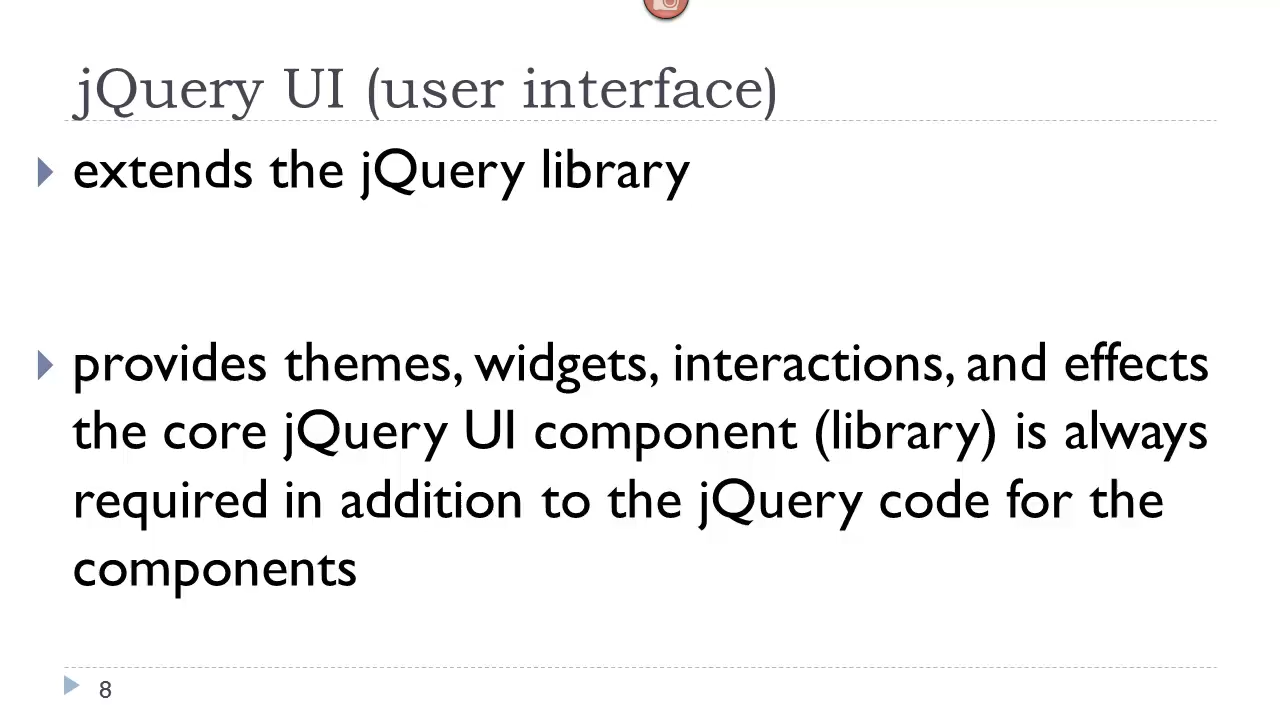 jQuery UI (user interface)
extends the jQuery library
provides themes, widgets, interactions, and effects
the core jQuery UI component (library) is always
required in addition to the jQuery code for the
components
8